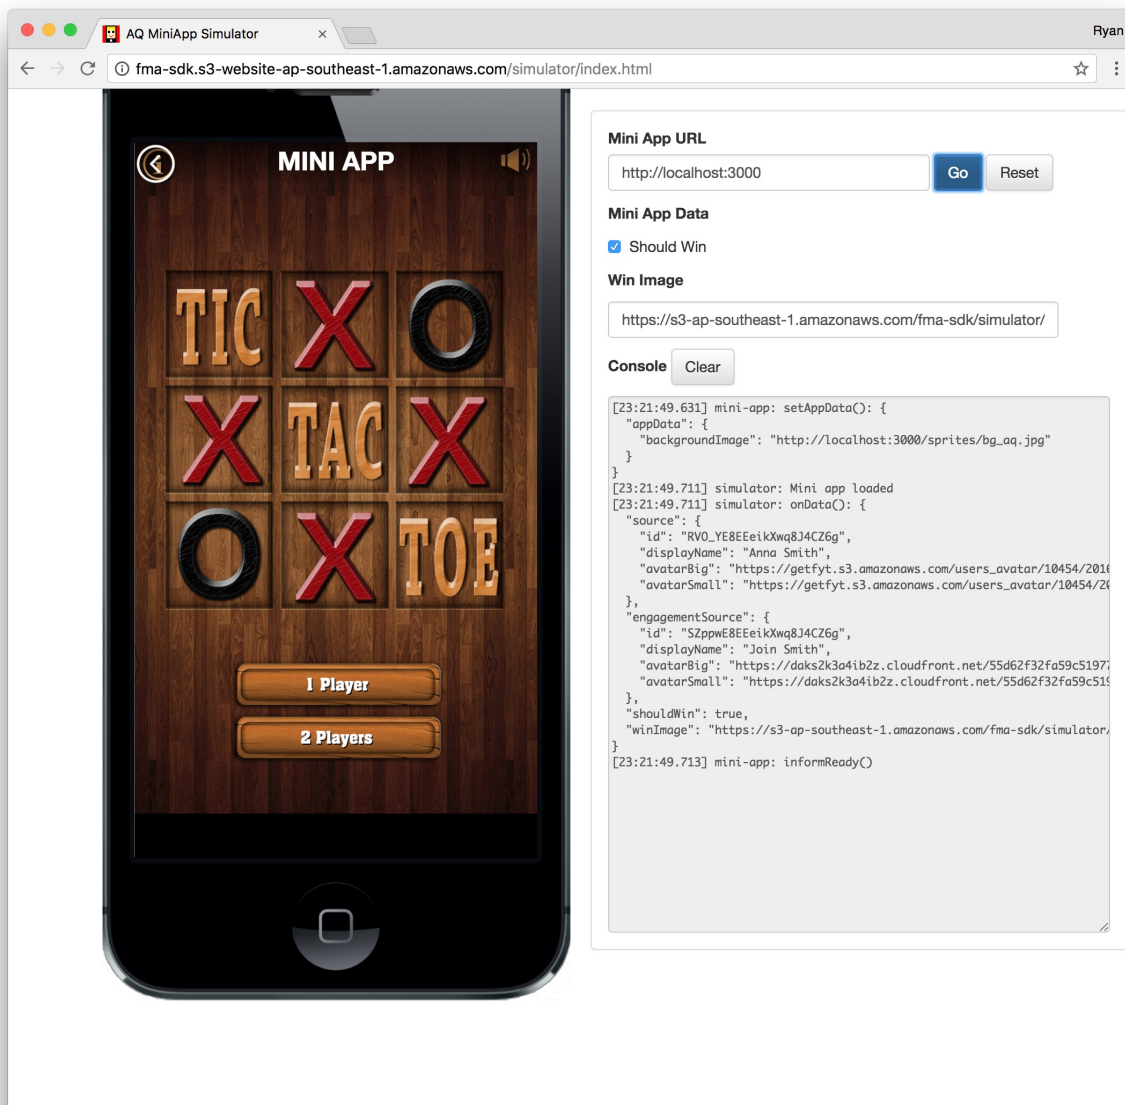 AQ MiniApp Simulator
Ryan
fma-sdk.s3-website-ap-southeast-1.amazonaws.com/simulator/index.html
MINI APP
TIC X O
X TAC X
O X TOE
1 Player
2 Players
Mini App URL
http://localhost:3000 Go Reset
Mini App Data
Should Win
Win Image
https://s3-ap-southeast-1.amazonaws.com/fma-sdk/simulator/
Console Clear
[23:21:49.631] mini-app: setAppData(): {
"appData": {
"backgroundImage": "http://localhost:3000/sprites/bg_aq.jpg"
}
}
[23:21:49.711] simulator: Mini app loaded
[23:21:49.711] simulator: onData(): {
"source": {
"id": "RVO_YE8EEeikXwq8J4CZ6g",
"displayName": "Anna Smith",
"avatarBig": "https://getfyt.s3.amazonaws.com/users_avatar/10454/2016
"avatarSmall": "https://getfyt.s3.amazonaws.com/users_avatar/10454/20
},
"engagementSource": {
"id": "SZppwE8EEeikXwq8J4CZ6g",
"displayName": "Join Smith",
"avatarBig": "https://daks2k3a4ib2z.cloudfront.net/55d62f32fa59c51977
"avatarSmall": "https://daks2k3a4ib2z.cloudfront.net/55d62f32fa59c519
},
"shouldWin": true,
"winImage": "https://s3-ap-southeast-1.amazonaws.com/fma-sdk/simulator/
}
[23:21:49.713] mini-app: informReady()